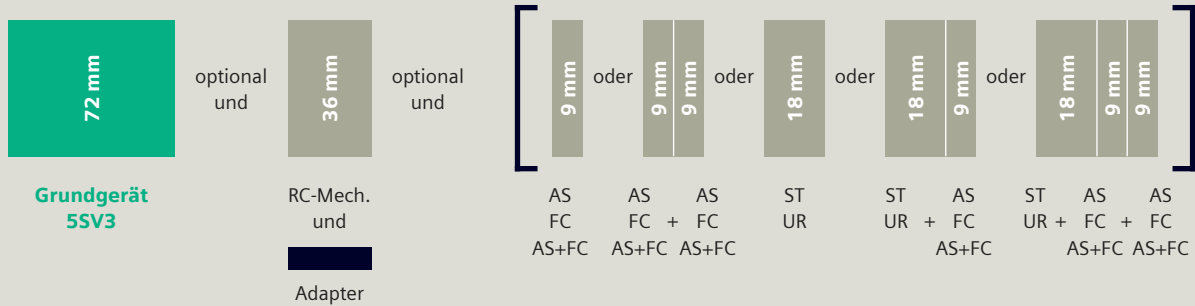 72 mm
optional
und
36 mm
optional
und
9 mm
oder
9 mm
9 mm
oder
18 mm
oder
18 mm
9 mm
oder
18 mm
9 mm
9 mm
Grundgerät
5SV3
RC-Mech.
und
Adapter
AS
FC
AS+FC
AS AS
FC + FC
AS+FC AS+FC
ST
UR
ST AS
UR + FC
AS+FC
ST AS AS
UR + FC + FC
AS+FC AS+FC